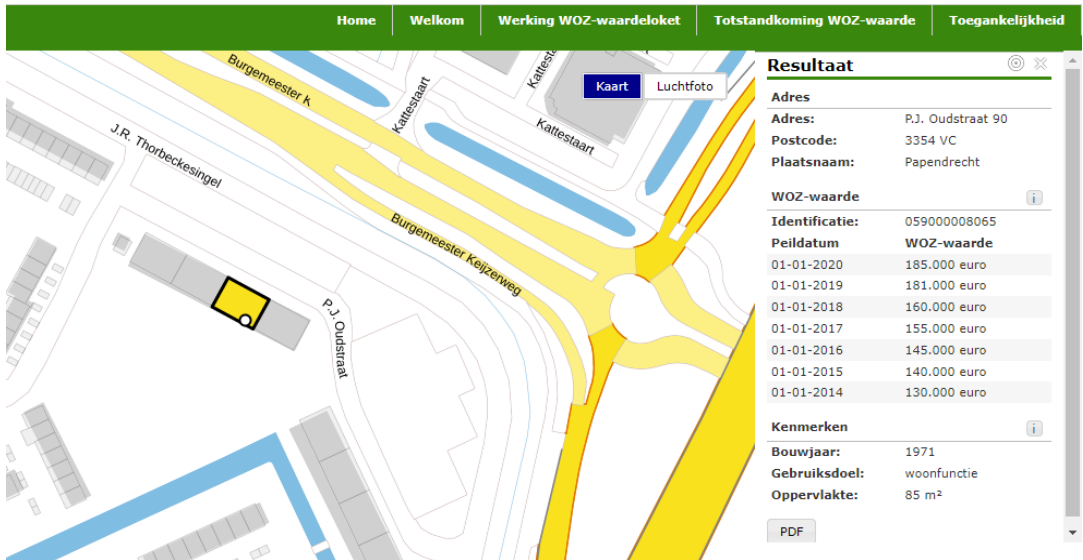 Home Welkom Werking WOZ-waardeloket Totstandkoming WOZ-waarde Toegankelijkheid
Kaart Luchtfoto
Burgemeester k
Kattestaart
Kattestaart
J.R. Thorbeckesingel
Burgemeester Keijzerweg
P.J. Oudstraat
Resultaat
Adres
Adres: P.J. Oudstraat 90
Postcode: 3354 VC
Plaatsnaam: Papendrecht
WOZ-waarde i
Identificatie: 059000008065
Peildatum WOZ-waarde
01-01-2020 185.000 euro
01-01-2019 181.000 euro
01-01-2018 160.000 euro
01-01-2017 155.000 euro
01-01-2016 145.000 euro
01-01-2015 140.000 euro
01-01-2014 130.000 euro
Kenmerken i
Bouwjaar: 1971
Gebruiksdoel: woonfunctie
Oppervlakte: 85 m²
PDF